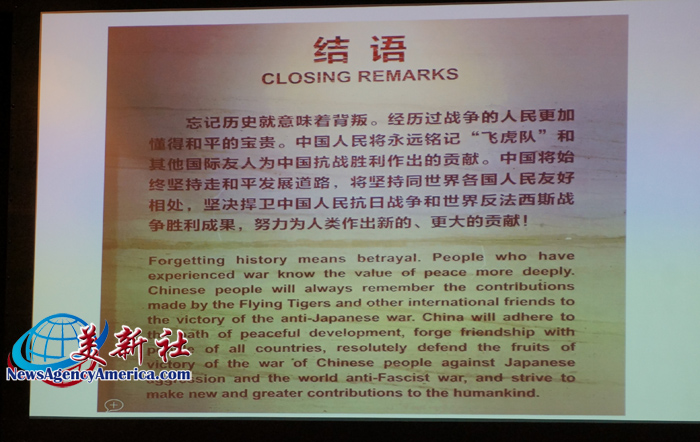 结语
CLOSING REMARKS
忘记历史就意味着背叛。经历过战争的人民更加
懂得和平的宝贵。中国人民将永远铭记“飞虎队”和
其他国际友人为中国抗战胜利作出的贡献。中国将始
终坚持走和平发展道路，将坚持同世界各国人民友好
相处，坚决捍卫中国人民抗日战争和世界反法西斯战
争胜利成果，努力为人类作出新的、更大的贡献！
Forgetting history means betrayal. People who have
experienced war know the value of peace more deeply.
Chinese people will always remember the contributions
made by the Flying Tigers and other international friends to
the victory of the anti-Japanese war. China will adhere to
path of peaceful development, forge friendship with
of all countries, resolutely defend the fruits of
victory of the war of Chinese people against Japanese
aggression and the world anti-Fascist war, and strive to
make new and greater contributions to the humankind.
美新社
NewsAgencyAmerica.com